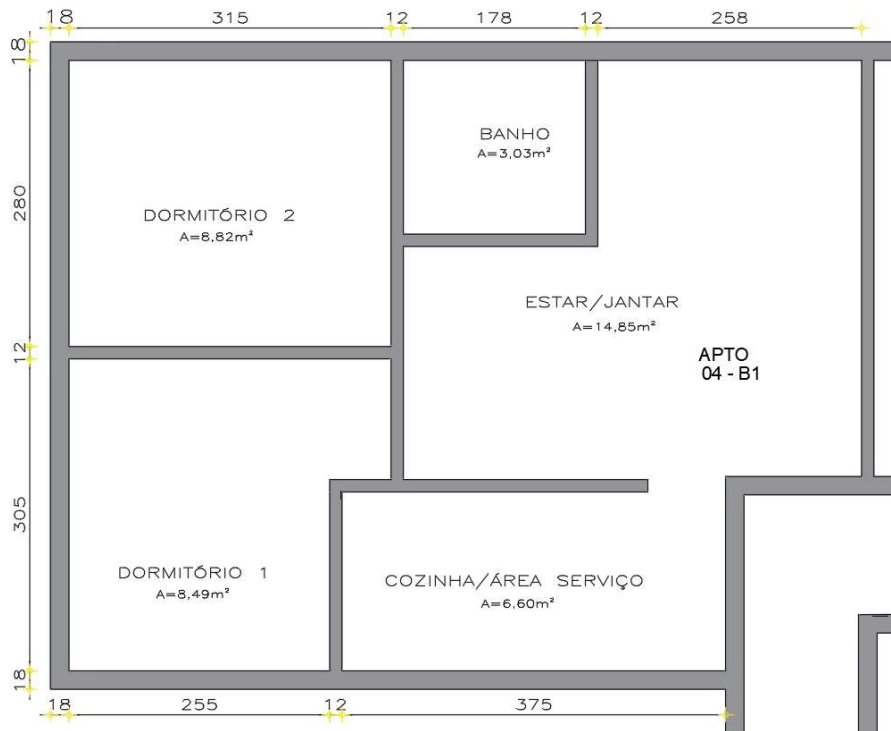 18 315 12 178 12 258
18
280
12
305
18
BANHO
A=3,03m²
DORMITÓRIO 2
A=8,82m²
ESTAR/JANTAR
A=14,85m²
APTO
04 - B1
DORMITÓRIO 1
A=8,49m²
COZINHA/ÁREA SERVIÇO
A=6,60m²
18 255 12 375